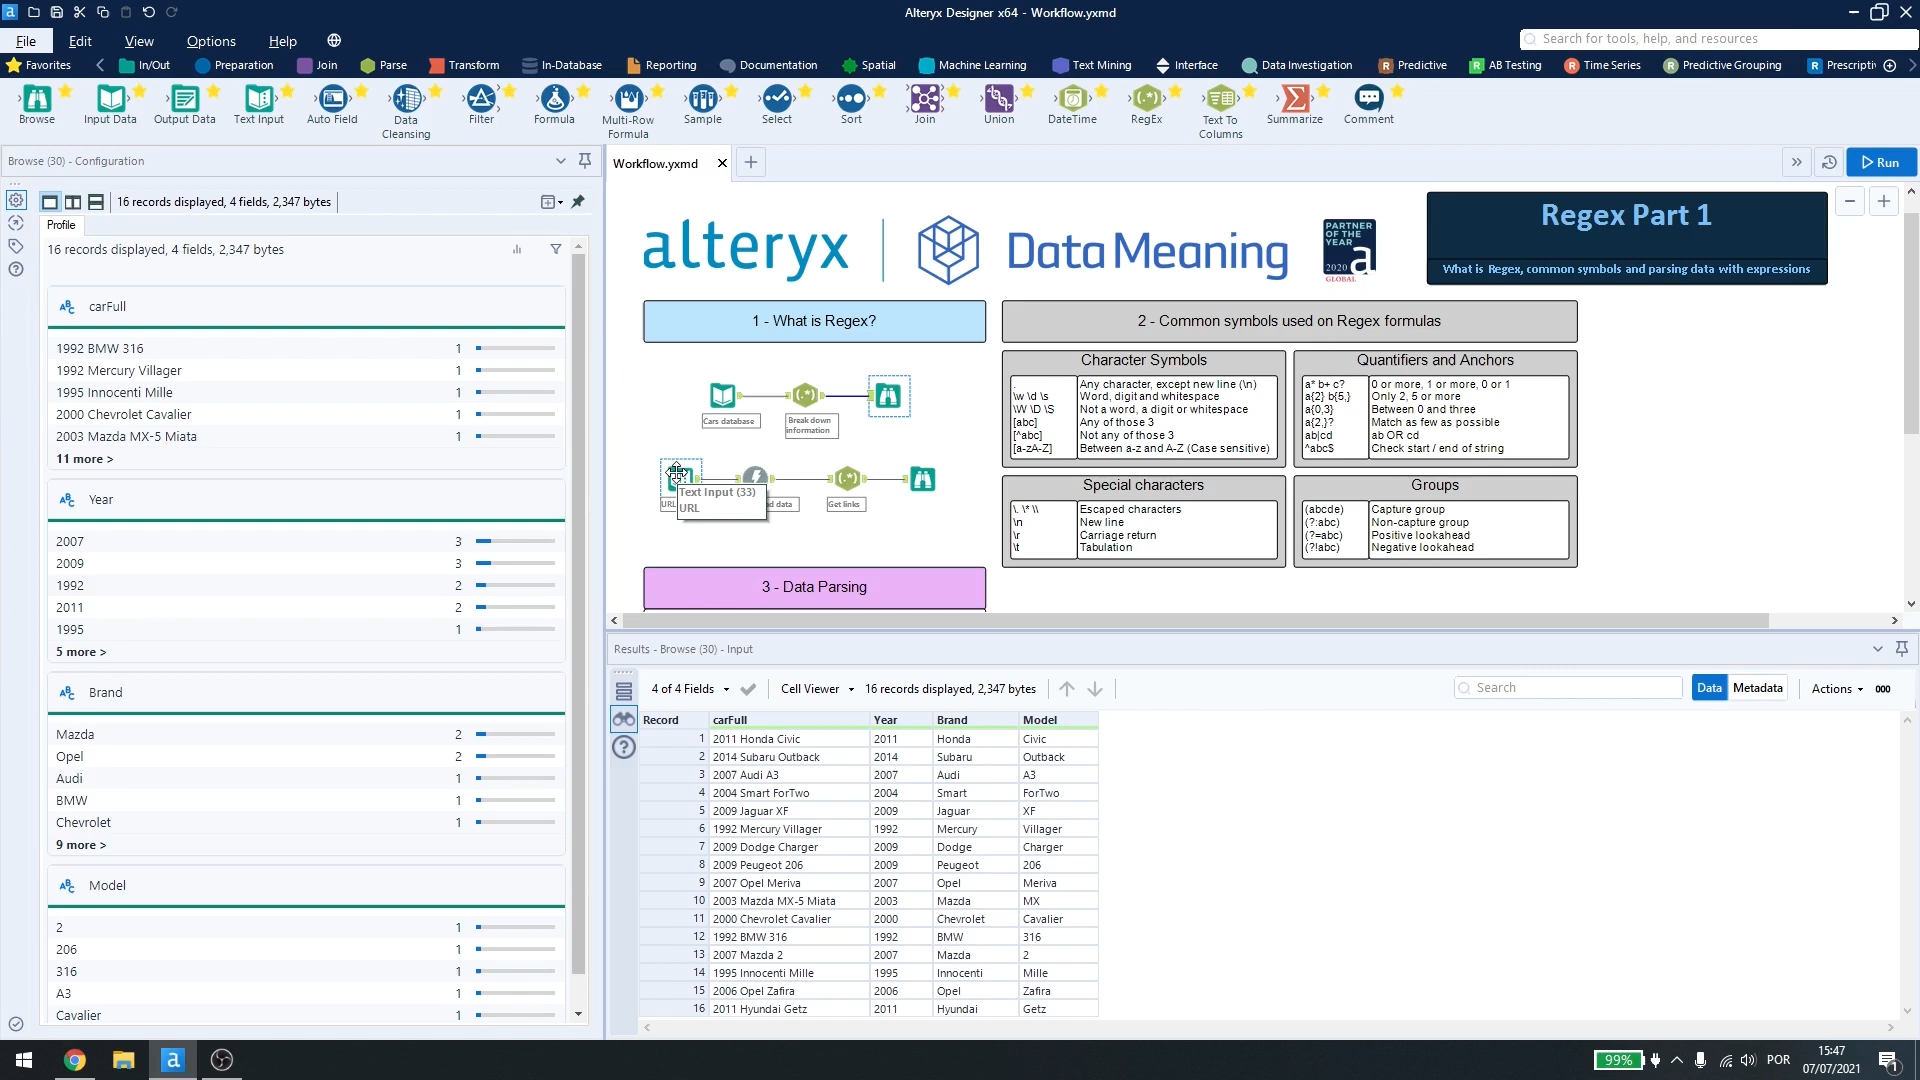 Alteryx Designer x64 - Workflow.yxmd
File Edit View Options Help
Search for tools, help, and resources
Favorites In/Out Preparation Join Parse Transform In-Database Reporting Documentation Spatial Machine Learning Text Mining Interface Data Investigation Predictive AB Testing Time Series Predictive Grouping Prescripti
Browse Input Data Output Data Text Input Auto Field Data Cleansing Filter Formula Multi-Row Formula Sample Select Sort Join Union DateTime RegEx Text To Columns Summarize Comment
Browse (30) - Configuration
Workflow.yxmd
Run
16 records displayed, 4 fields, 2,347 bytes
Profile
16 records displayed, 4 fields, 2,347 bytes
carFull
1992 BMW 316 1
1992 Mercury Villager 1
1995 Innocenti Mille 1
2000 Chevrolet Cavalier 1
2003 Mazda MX-5 Miata 1
11 more >
Year
2007 3
2009 3
1992 2
2011 2
1995 1
5 more >
Brand
Mazda 2
Opel 2
Audi 1
BMW 1
Chevrolet 1
9 more >
Model
2 1
206 1
316 1
A3 1
Cavalier 1
alteryx
DataMeaning
PARTNER
OF THE
YEAR
2020 a
GLOBAL
Regex Part 1
What is Regex, common symbols and parsing data with expressions
1 - What is Regex?
Cars database
Break down
information
URL
Text Input (33)
URL
d data
Get links
2 - Common symbols used on Regex formulas
Character Symbols
. Any character, except new line (\n)
\w \d \s Word, digit and whitespace
\W \D \S Not a word, a digit or whitespace
[abc] Any of those 3
[^abc] Not any of those 3
[a-zA-Z] Between a-z and A-Z (Case sensitive)
Quantifiers and Anchors
a* b+ c? 0 or more, 1 or more, 0 or 1
a{2} b{5,} Only 2, 5 or more
a{0,3} Between 0 and three
a{2,}? Match as few as possible
ab|cd ab OR cd
^abc$ Check start / end of string
Special characters
\. \* \\ Escaped characters
\n New line
\r Carriage return
\t Tabulation
Groups
(abcde) Capture group
(?:abc) Non-capture group
(?=abc) Positive lookahead
(?!abc) Negative lookahead
3 - Data Parsing
Results - Browse (30) - Input
4 of 4 Fields Cell Viewer 16 records displayed, 2,347 bytes Search Data Metadata Actions 000
Record carFull Year Brand Model
1 2011 Honda Civic 2011 Honda Civic
2 2014 Subaru Outback 2014 Subaru Outback
3 2007 Audi A3 2007 Audi A3
4 2004 Smart ForTwo 2004 Smart ForTwo
5 2009 Jaguar XF 2009 Jaguar XF
6 1992 Mercury Villager 1992 Mercury Villager
7 2009 Dodge Charger 2009 Dodge Charger
8 2009 Peugeot 206 2009 Peugeot 206
9 2007 Opel Meriva 2007 Opel Meriva
10 2003 Mazda MX-5 Miata 2003 Mazda MX
11 2000 Chevrolet Cavalier 2000 Chevrolet Cavalier
12 1992 BMW 316 1992 BMW 316
13 2007 Mazda 2 2007 Mazda 2
14 1995 Innocenti Mille 1995 Innocenti Mille
15 2006 Opel Zafira 2006 Opel Zafira
16 2011 Hyundai Getz 2011 Hyundai Getz
99% POR 15:47
07/07/2021
1